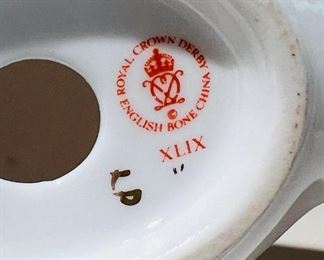 ROYAL CROWN DERBY
ENGLISH BONE CHINA
©
XLIX